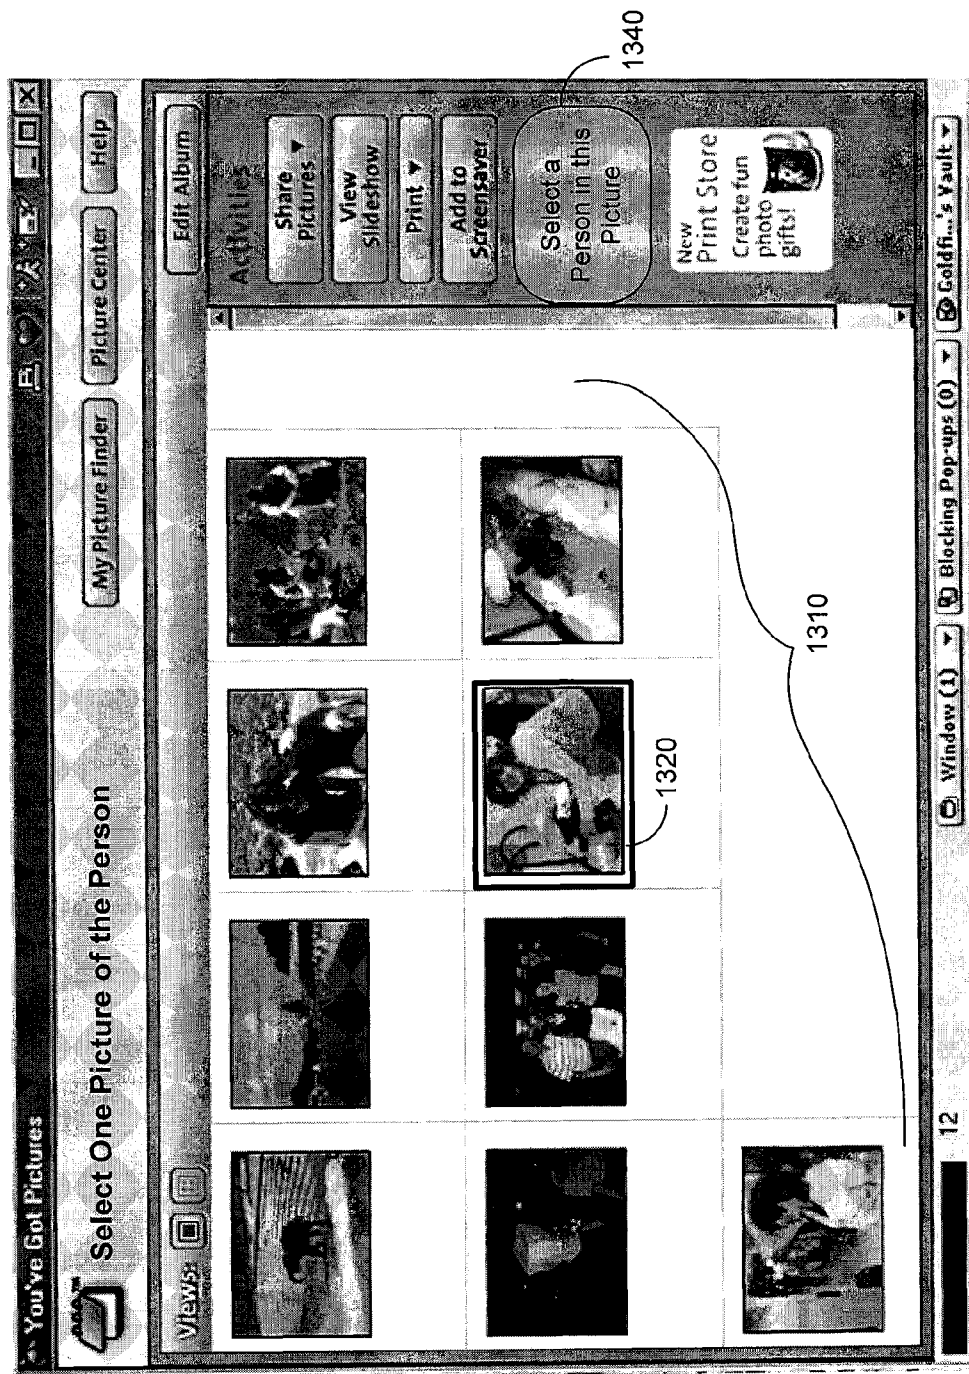 You've Got Pictures
Select One Picture of the Person
My Picture Finder
Picture Center
Help
Views:
Edit Album
Activities
Share
Pictures
View
Slideshow
Print
Add to
Screensaver
Select a
Person in this
Picture
1340
New
Print Store
Create fun
photo
gifts!
1320
1310
12
Window (1)
Blocking Pop-ups (0)
Goldfi...'s Vault